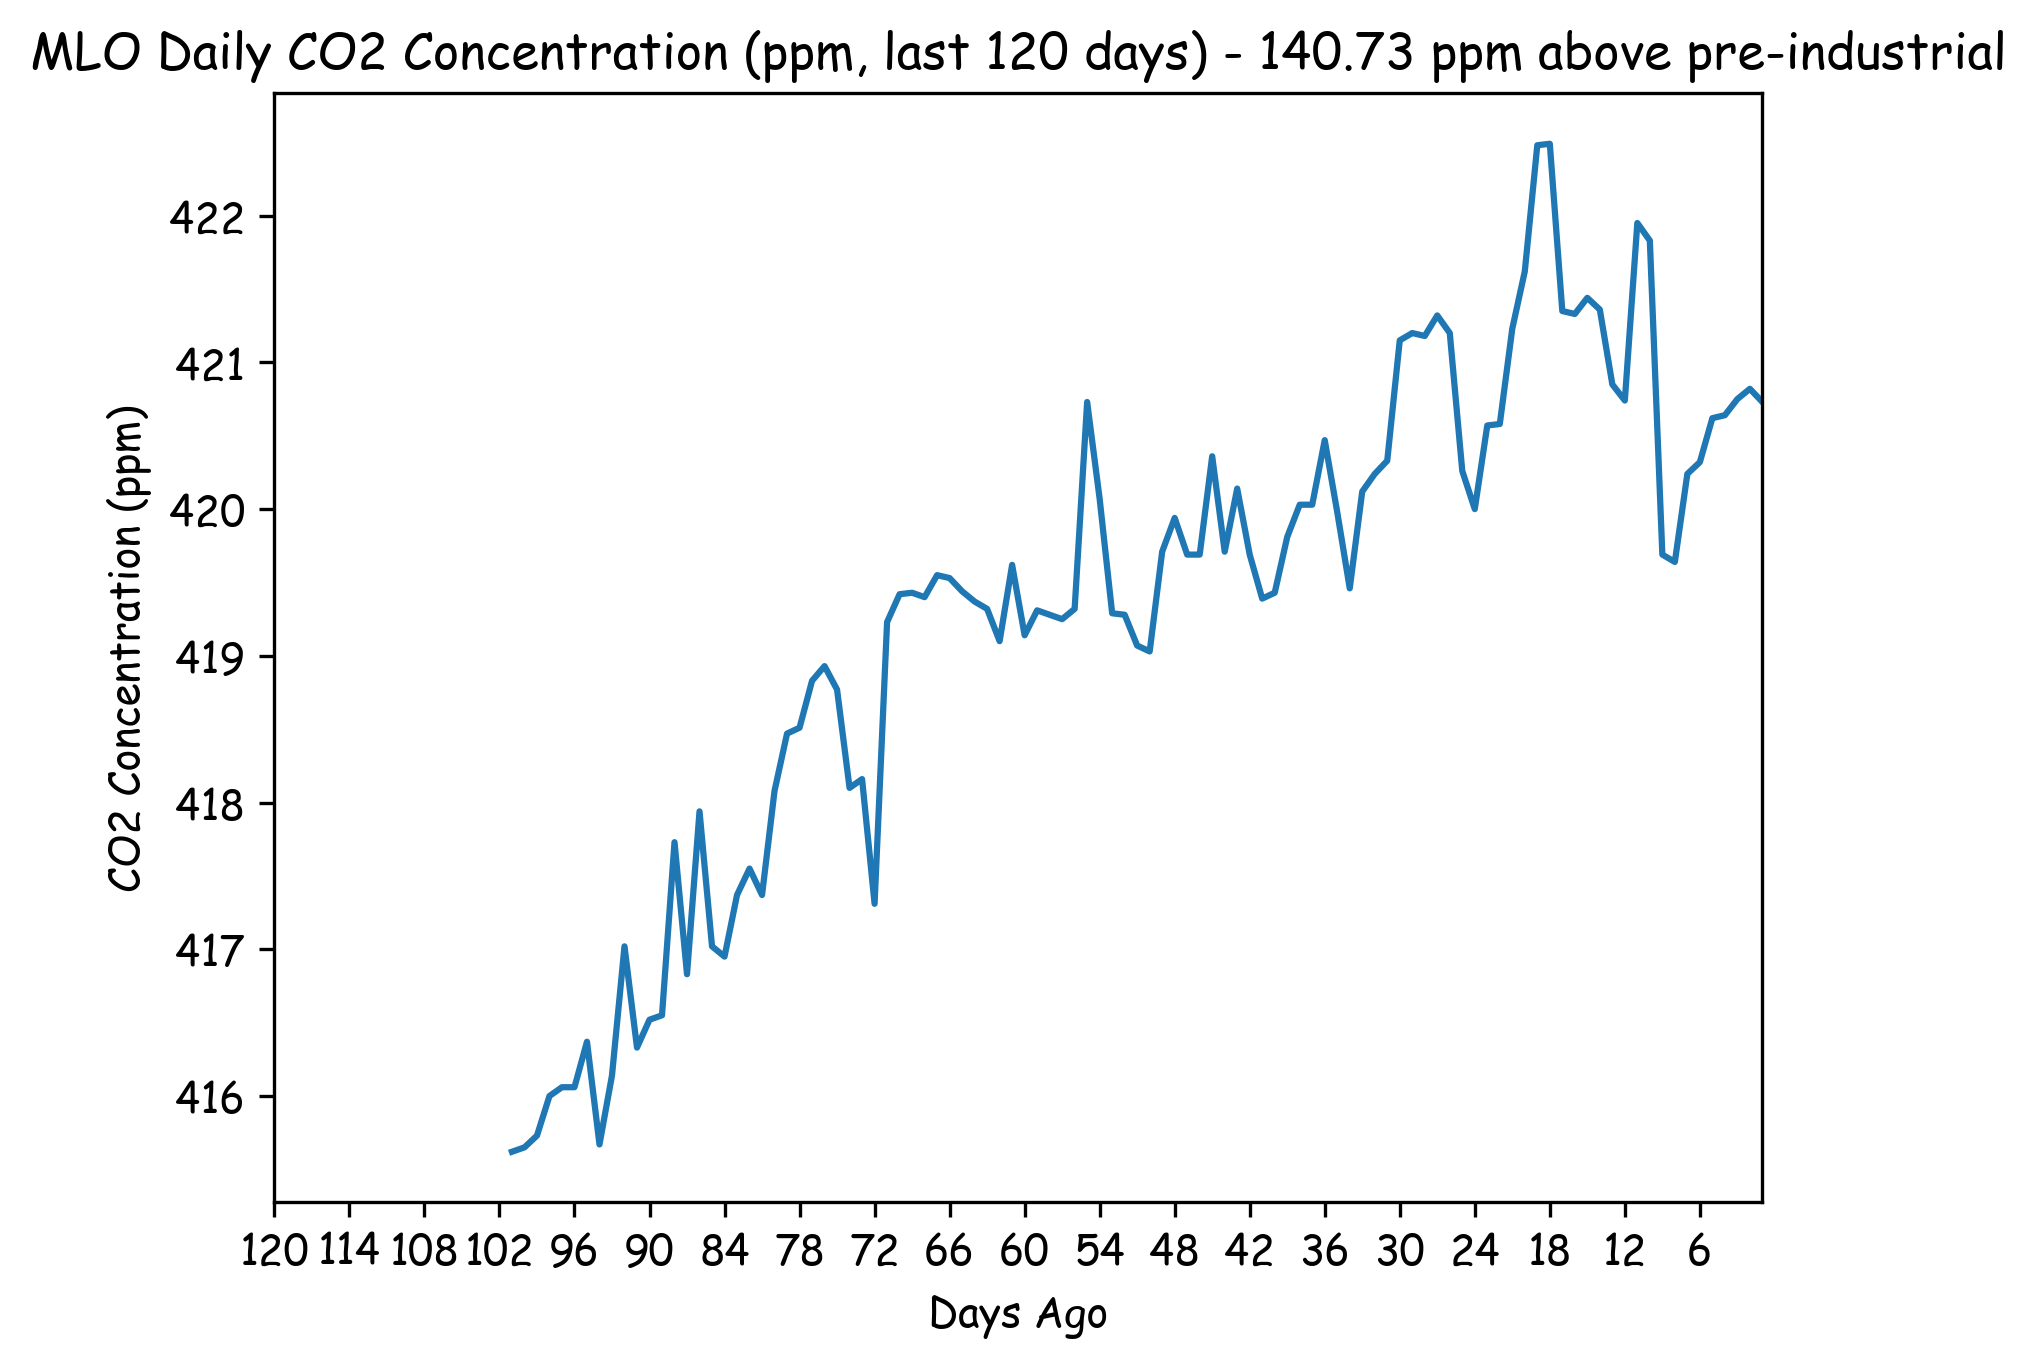 MLO Daily CO2 Concentration (ppm, last 120 days) - 140.73 ppm above pre-industrial
422
421
420
419
418
417
416
CO2 Concentration (ppm)
120 114 108 102 96 90 84 78 72 66 60 54 48 42 36 30 24 18 12 6
Days Ago